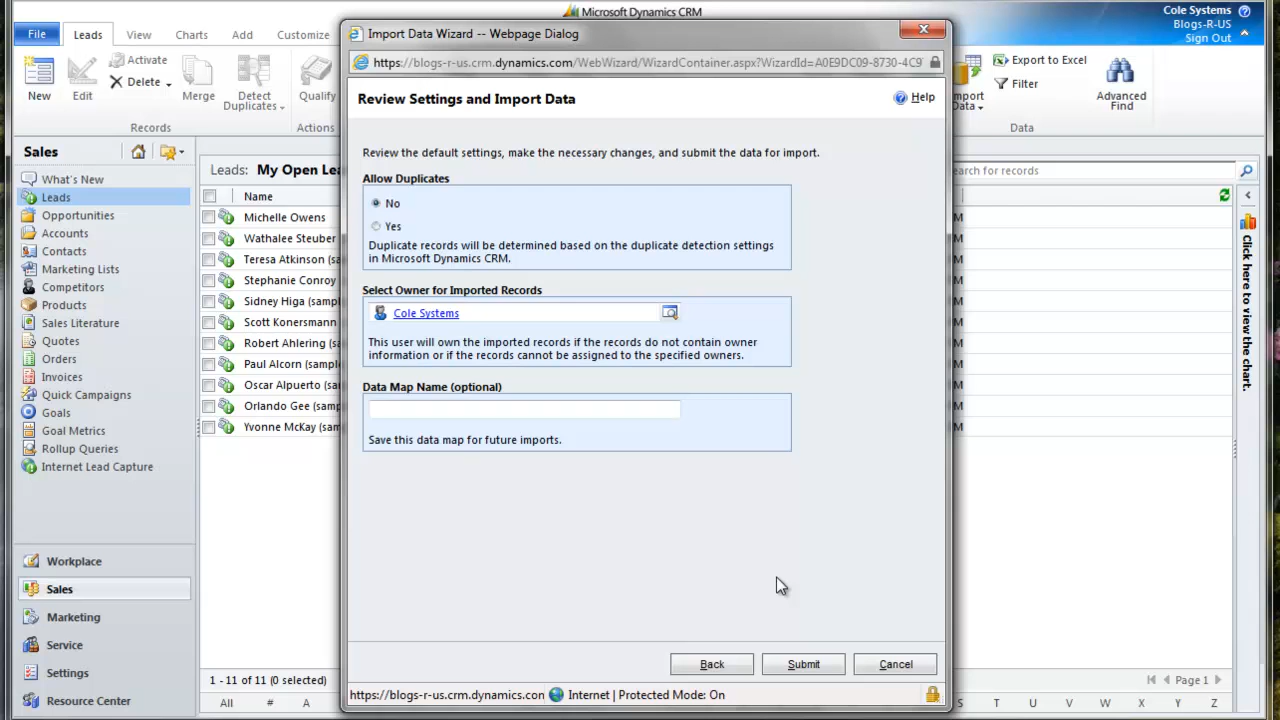 Microsoft Dynamics CRM
Cole Systems
Blogs-R-US
Sign Out
File
Leads
View
Charts
Add
Customize
New
Edit
Activate
Delete
Merge
Detect
Duplicates
Qualify
Records
Actions
Import
Data
Export to Excel
Filter
Advanced
Find
Data
Sales
What's New
Leads
Opportunities
Accounts
Contacts
Marketing Lists
Competitors
Products
Sales Literature
Quotes
Orders
Invoices
Quick Campaigns
Goals
Goal Metrics
Rollup Queries
Internet Lead Capture
Workplace
Sales
Marketing
Service
Settings
Resource Center
Leads: My Open Lea
earch for records
Name
Michelle Owens
Wathalee Steuber
Teresa Atkinson (sa
Stephanie Conroy
Sidney Higa (sampl
Scott Konersmann
Robert Ahlering (sa
Paul Alcorn (sample
Oscar Alpuerto (sa
Orlando Gee (samp
Yvonne McKay (sam
M
M
M
M
M
M
M
M
M
M
M
Click here to view the chart.
1 - 11 of 11 (0 selected)
Page 1
All # A
S T U V W X Y Z
Import Data Wizard -- Webpage Dialog
https://blogs-r-us.crm.dynamics.com/WebWizard/WizardContainer.aspx?WizardId=A0E9DC09-8730-4C9
Review Settings and Import Data
Help
Review the default settings, make the necessary changes, and submit the data for import.
Allow Duplicates
No
Yes
Duplicate records will be determined based on the duplicate detection settings
in Microsoft Dynamics CRM.
Select Owner for Imported Records
Cole Systems
This user will own the imported records if the records do not contain owner
information or if the records cannot be assigned to the specified owners.
Data Map Name (optional)
Save this data map for future imports.
Back
Submit
Cancel
https://blogs-r-us.crm.dynamics.con
Internet | Protected Mode: On